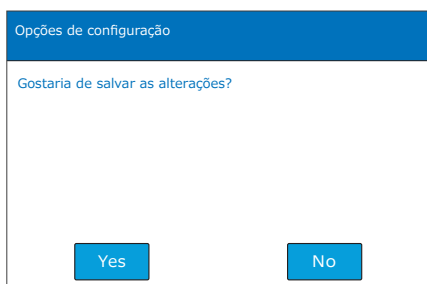 Opções de configuração
Gostaria de salvar as alterações?
Yes
No